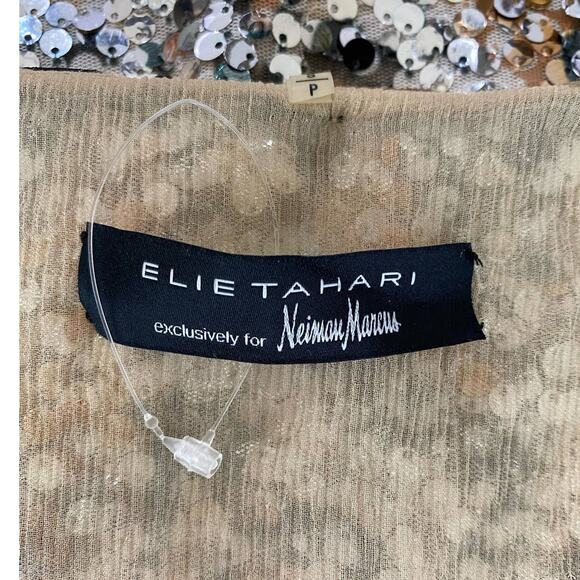 P
ELIE TAHARI
exclusively for Neiman Marcus